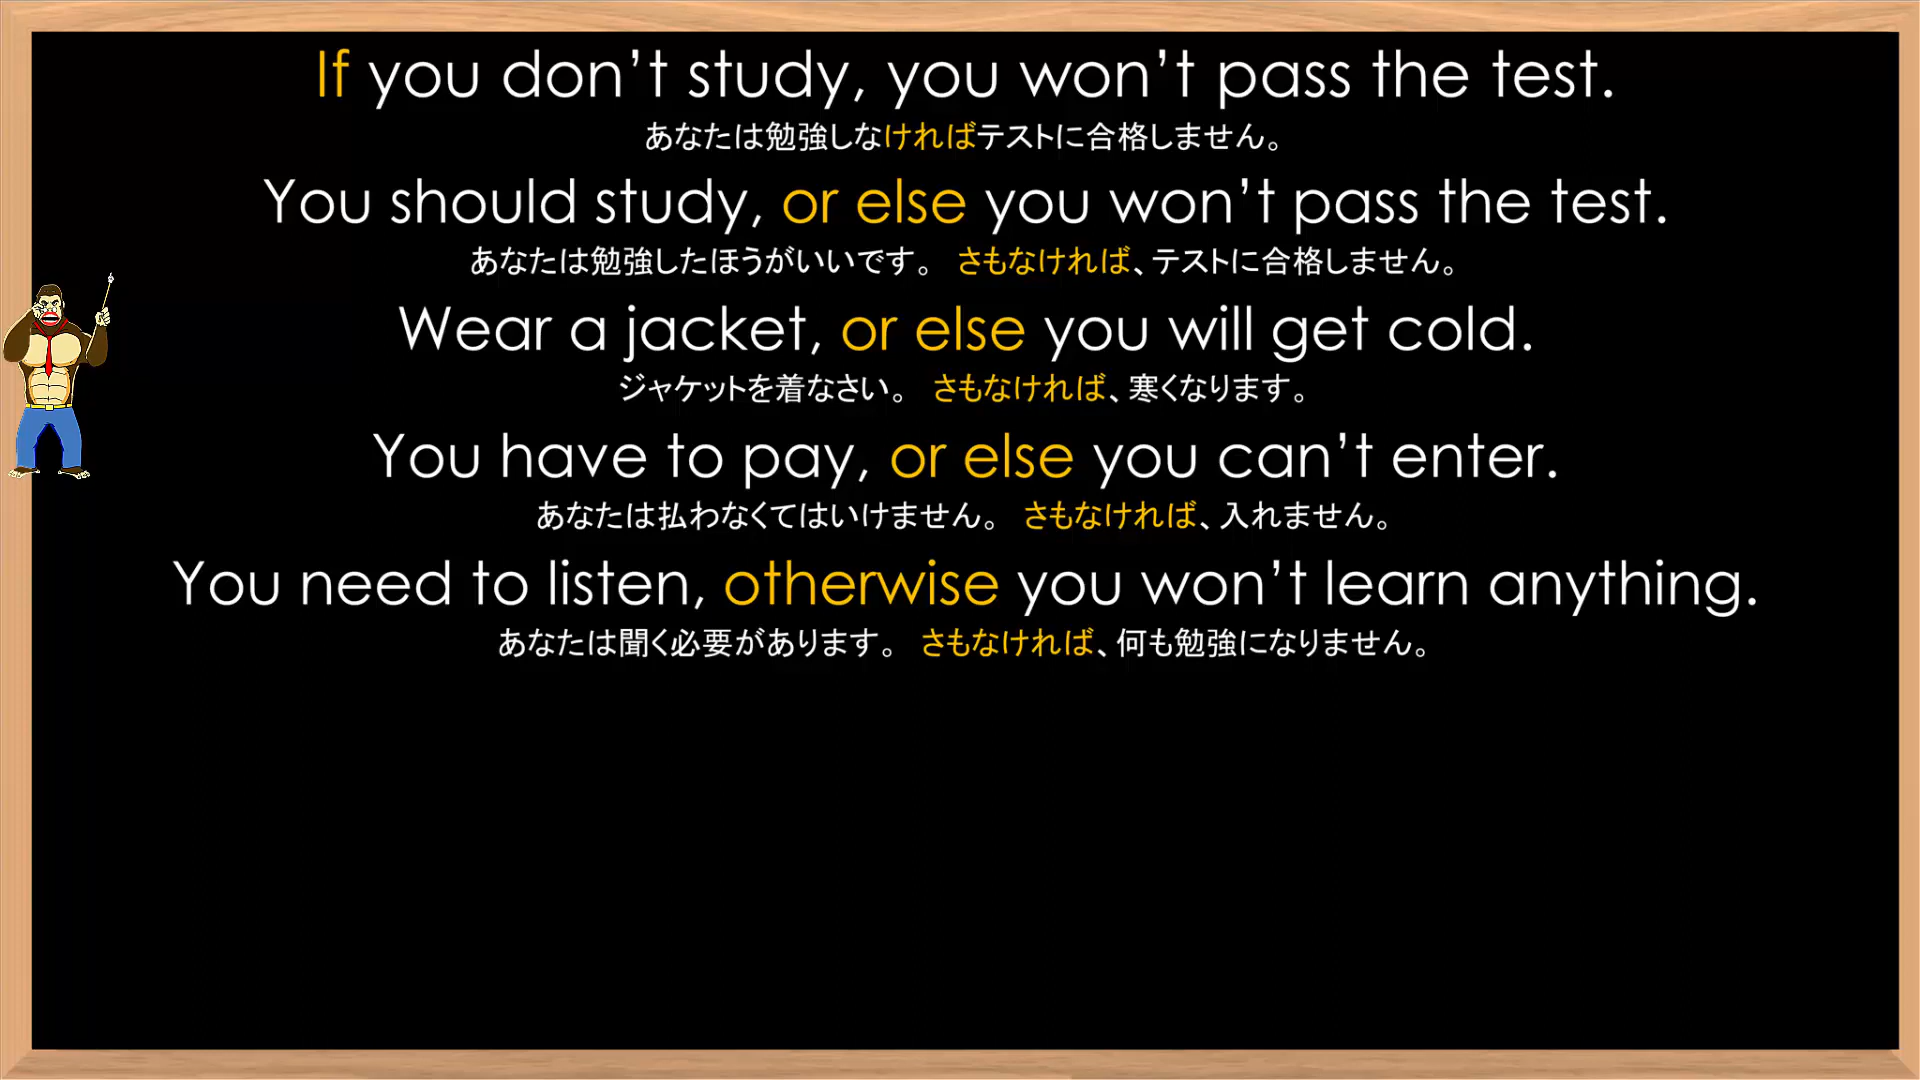 If you don’t study, you won’t pass the test.
あなたは勉強しなければテストに合格しません。
You should study, or else you won’t pass the test.
あなたは勉強したほうがいいです。 さもなければ、テストに合格しません。
Wear a jacket, or else you will get cold.
ジャケットを着なさい。 さもなければ、寒くなります。
You have to pay, or else you can’t enter.
あなたは払わなくてはいけません。 さもなければ、入れません。
You need to listen, otherwise you won’t learn anything.
あなたは聞く必要があります。 さもなければ、何も勉強になりません。